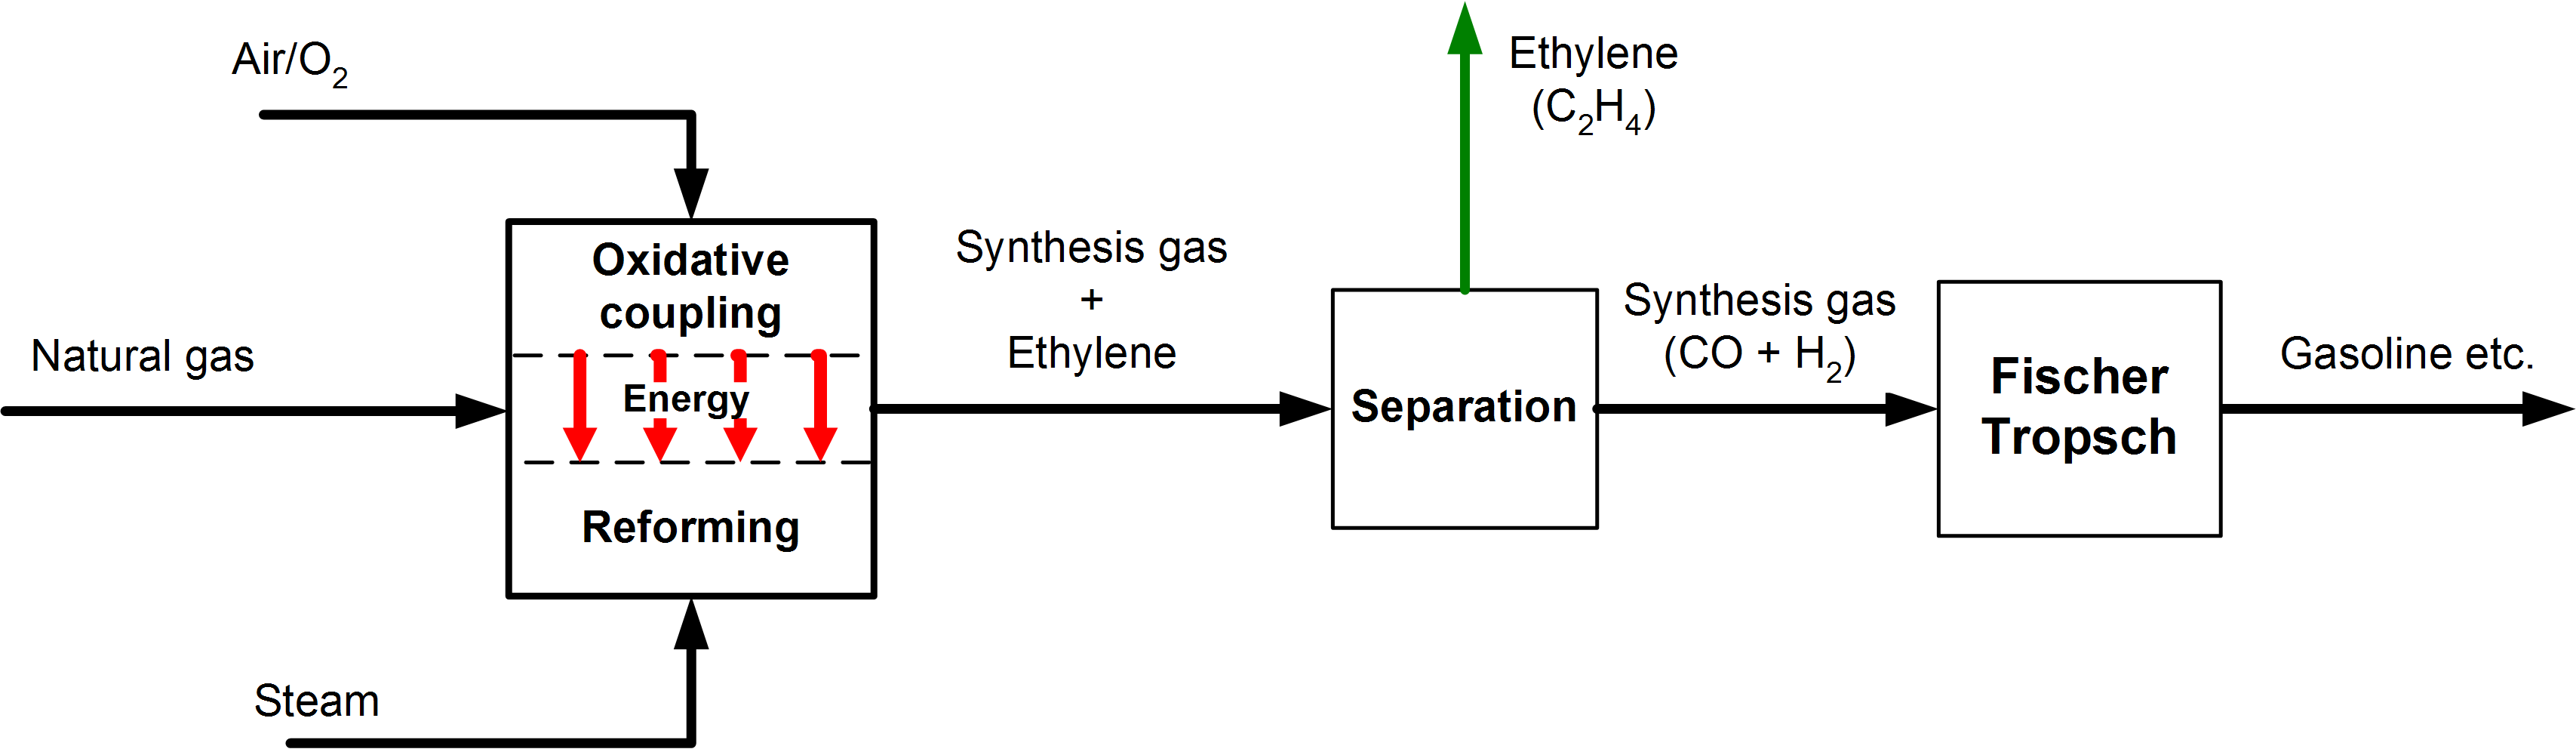 Air/O₂
Natural gas
Steam
Oxidative
coupling
Energy
Reforming
Synthesis gas
+
Ethylene
Separation
Ethylene
(C₂H₄)
Synthesis gas
(CO + H₂)
Fischer
Tropsch
Gasoline etc.